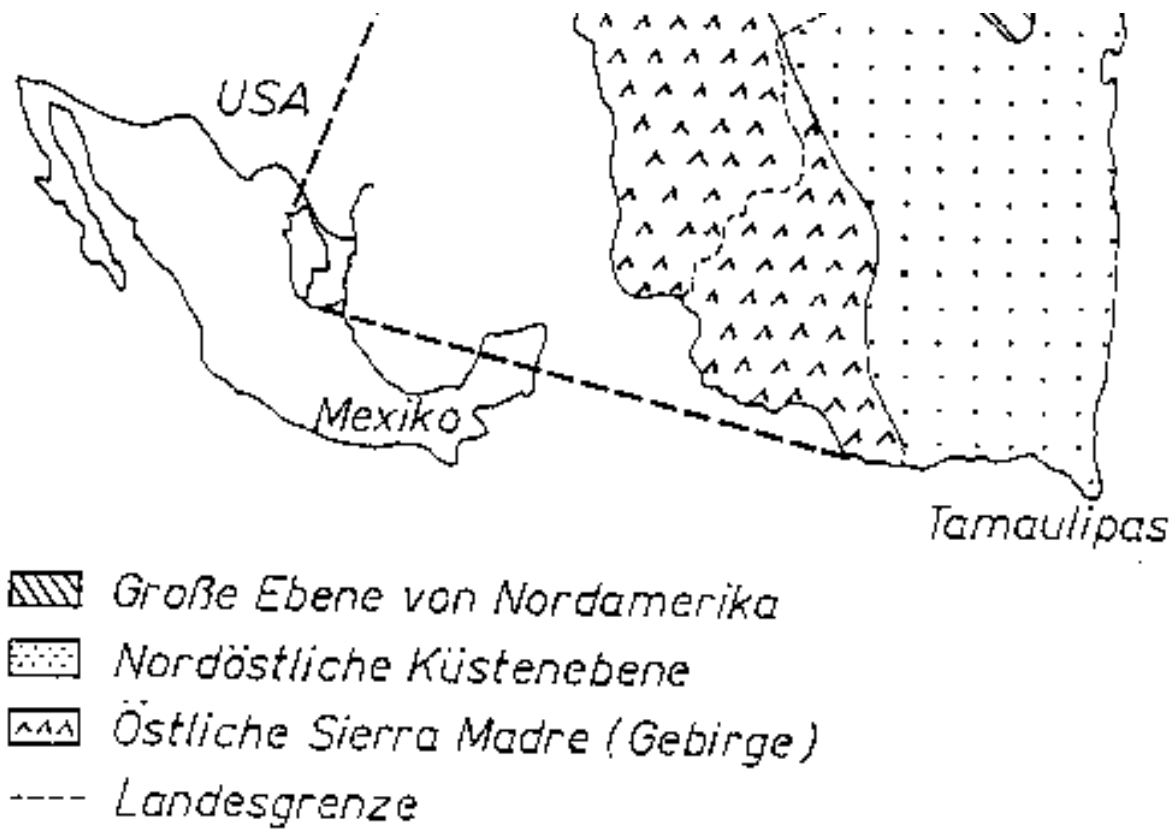 USA
Mexiko
Tamaulipas
Große Ebene von Nordamerika
Nordöstliche Küstenebene
Östliche Sierra Madre (Gebirge)
Landesgrenze